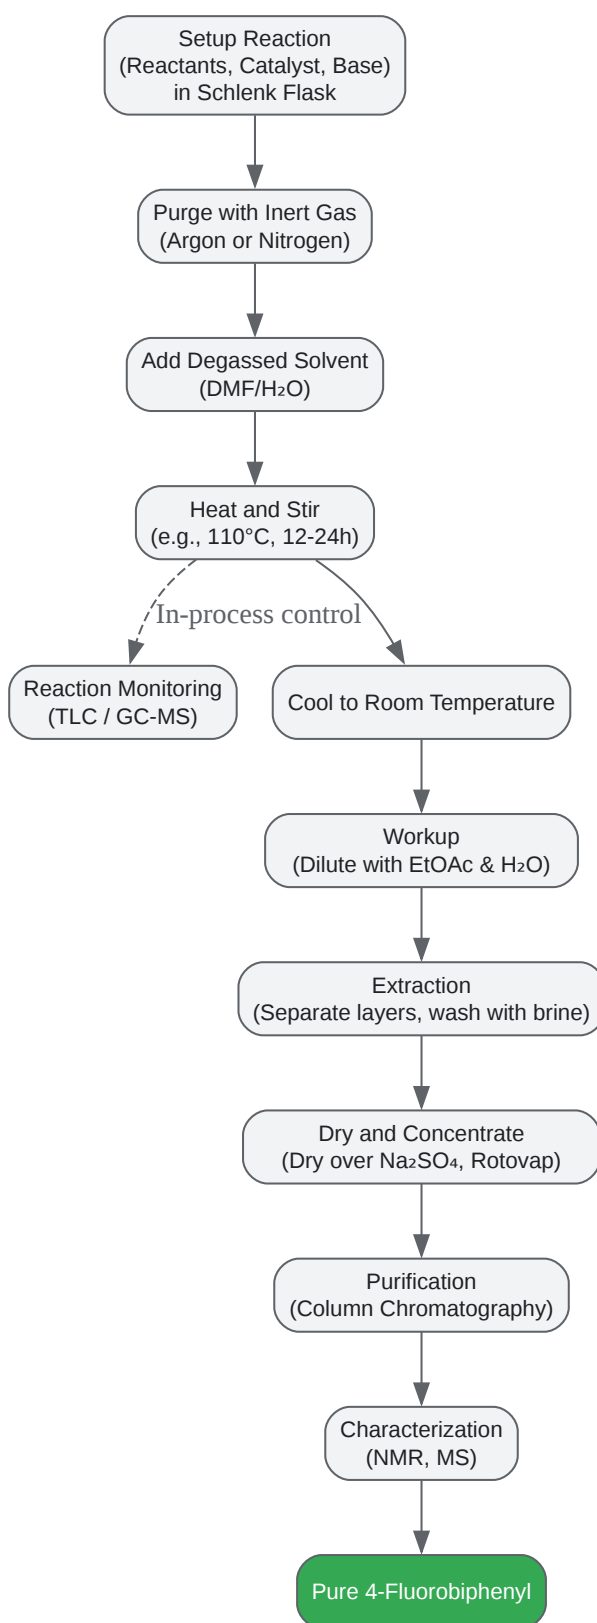 Setup Reaction
(Reactants, Catalyst, Base)
in Schlenk Flask
Purge with Inert Gas
(Argon or Nitrogen)
Add Degassed Solvent
(DMF/H₂O)
Heat and Stir
(e.g., 110°C, 12-24h)
In-process control
Reaction Monitoring
(TLC / GC-MS)
Cool to Room Temperature
Workup
(Dilute with EtOAc & H₂O)
Extraction
(Separate layers, wash with brine)
Dry and Concentrate
(Dry over Na₂SO₄, Rotovap)
Purification
(Column Chromatography)
Characterization
(NMR, MS)
Pure 4-Fluorobiphenyl